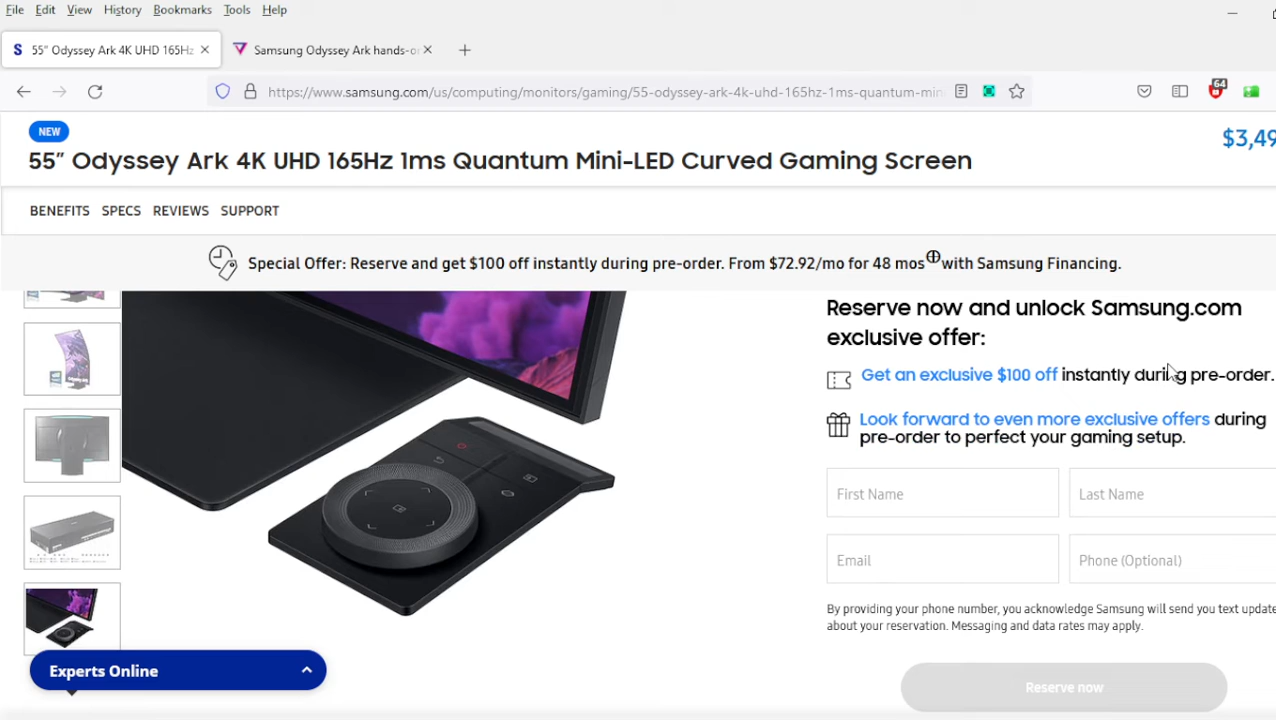 File Edit View History Bookmarks Tools Help
S 55" Odyssey Ark 4K UHD 165Hz
Samsung Odyssey Ark hands-o
https://www.samsung.com/us/computing/monitors/gaming/55-odyssey-ark-4k-uhd-165hz-1ms-quantum-min
64
NEW
$3,49
55” Odyssey Ark 4K UHD 165Hz 1ms Quantum Mini-LED Curved Gaming Screen
BENEFITS SPECS REVIEWS SUPPORT
Special Offer: Reserve and get $100 off instantly during pre-order. From $72.92/mo for 48 mos with Samsung Financing.
Reserve now and unlock Samsung.com
exclusive offer:
Get an exclusive $100 off instantly during pre-order.
Look forward to even more exclusive offers during
pre-order to perfect your gaming setup.
First Name
Last Name
Email
Phone (Optional)
By providing your phone number, you acknowledge Samsung will send you text update
about your reservation. Messaging and data rates may apply.
Experts Online
Reserve now